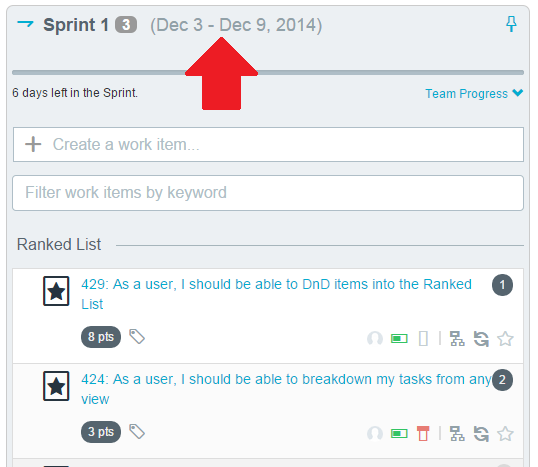 Sprint 1 3 (Dec 3 - Dec 9, 2014)
6 days left in the Sprint.
Team Progress
Create a work item...
Filter work items by keyword
Ranked List
429: As a user, I should be able to DnD items into the Ranked
List
1
8 pts
424: As a user, I should be able to breakdown my tasks from any
view
2
3 pts